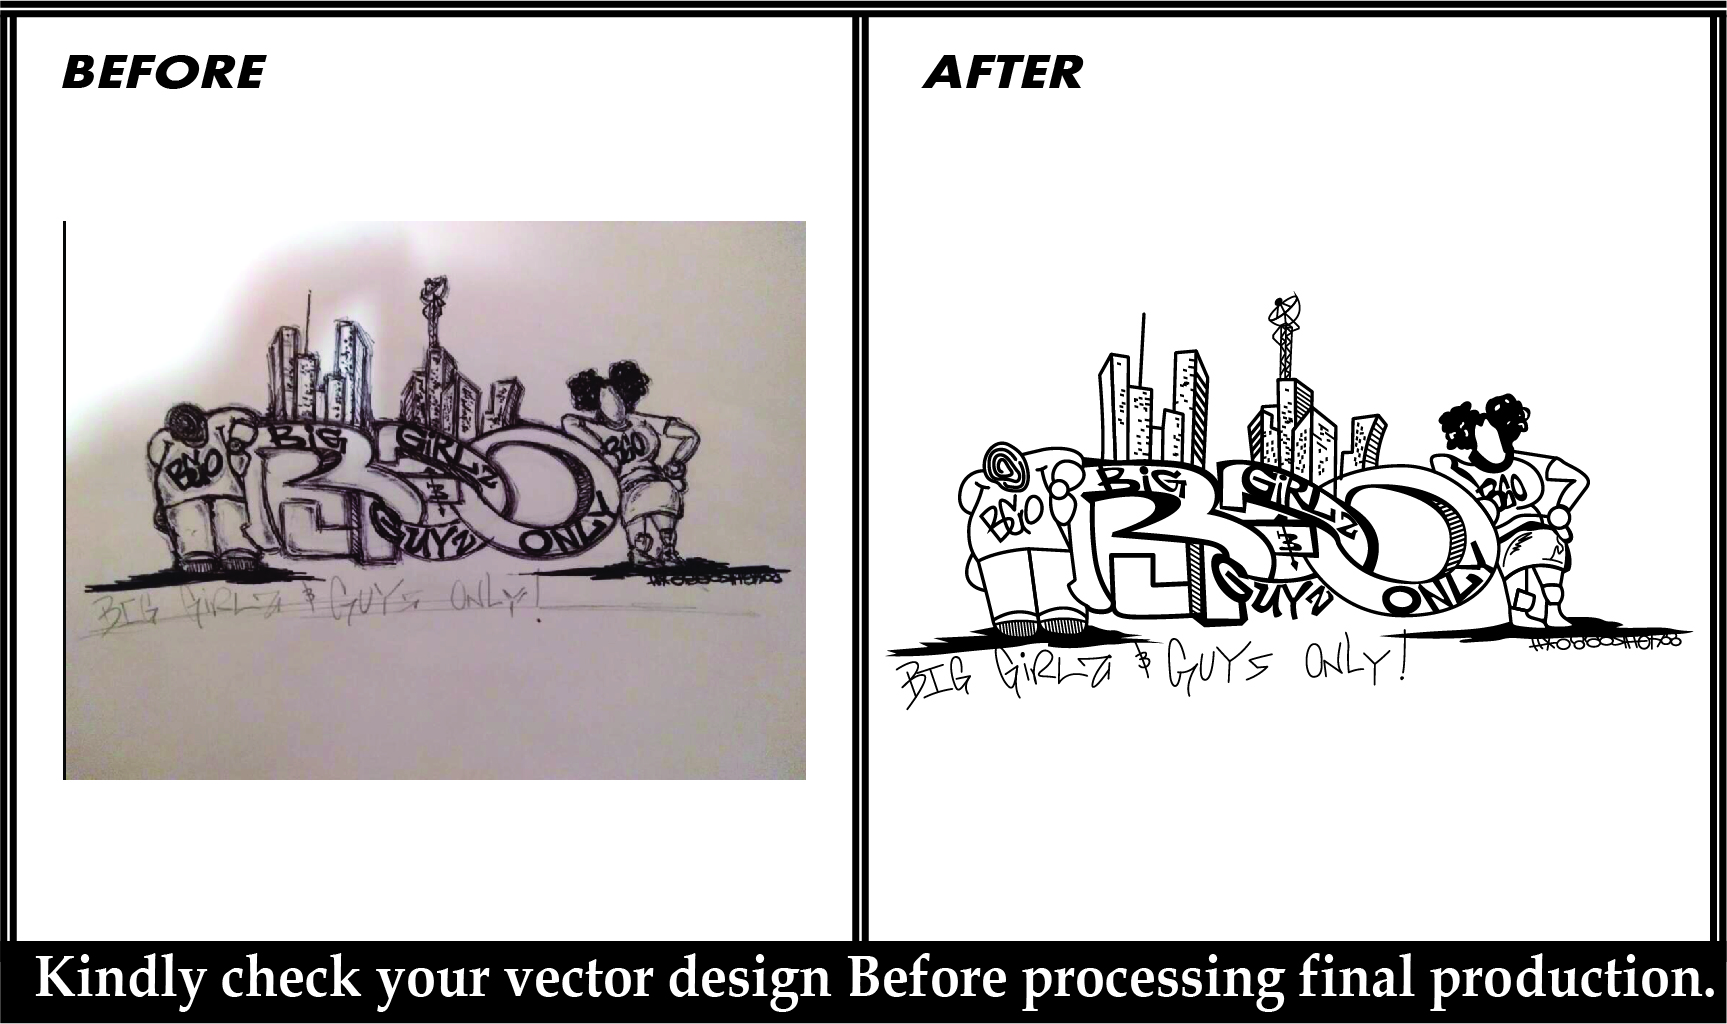 BEFORE
BIG GiRLz
&
GUYz ONLY
BGO
BGO
BIG GiRLz & GUYs ONLY!
AFTER
BiG GiRLz
&
GUYz ONLY
BGO
BGO
BIG GiRLz & GUYs ONLY!
Kindly check your vector design Before processing final production.